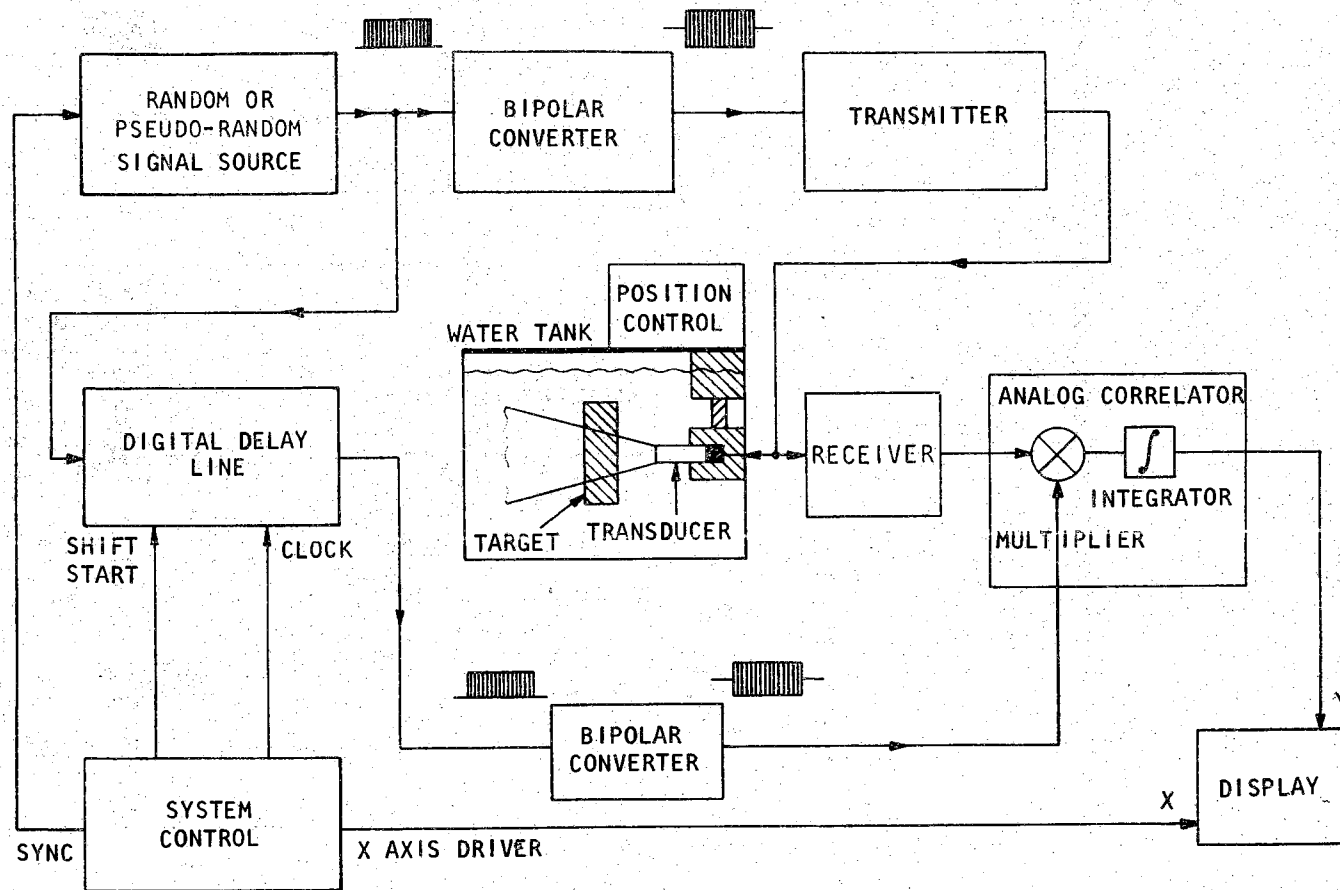 RANDOM OR
PSEUDO-RANDOM
SIGNAL SOURCE
BIPOLAR
CONVERTER
TRANSMITTER
POSITION
CONTROL
WATER TANK
DIGITAL DELAY
LINE
TARGET
TRANSDUCER
RECEIVER
ANALOG CORRELATOR
∫
INTEGRATOR
MULTIPLIER
SHIFT
START
CLOCK
BIPOLAR
CONVERTER
SYSTEM
CONTROL
SYNC
X AXIS DRIVER
X
Y
DISPLAY